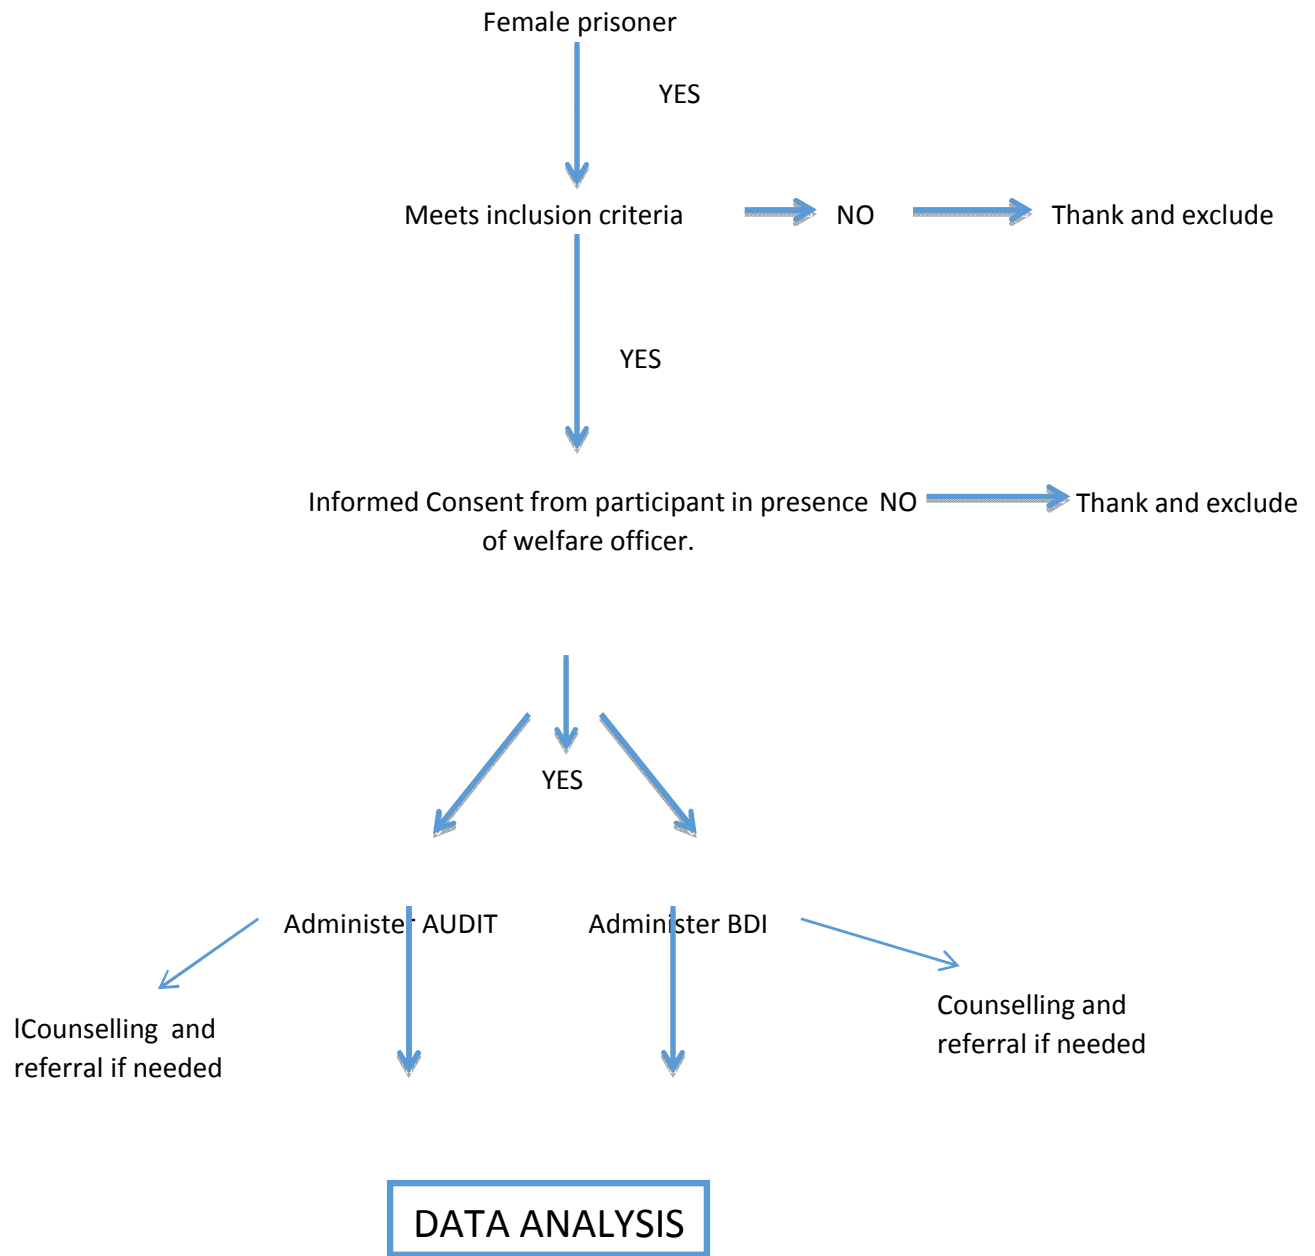 Female prisoner
YES
Meets inclusion criteria NO Thank and exclude
YES
Informed Consent from participant in presence NO Thank and exclude
of welfare officer.
YES
Administer AUDIT Administer BDI
lCounselling and
referral if needed
Counselling and
referral if needed
DATA ANALYSIS